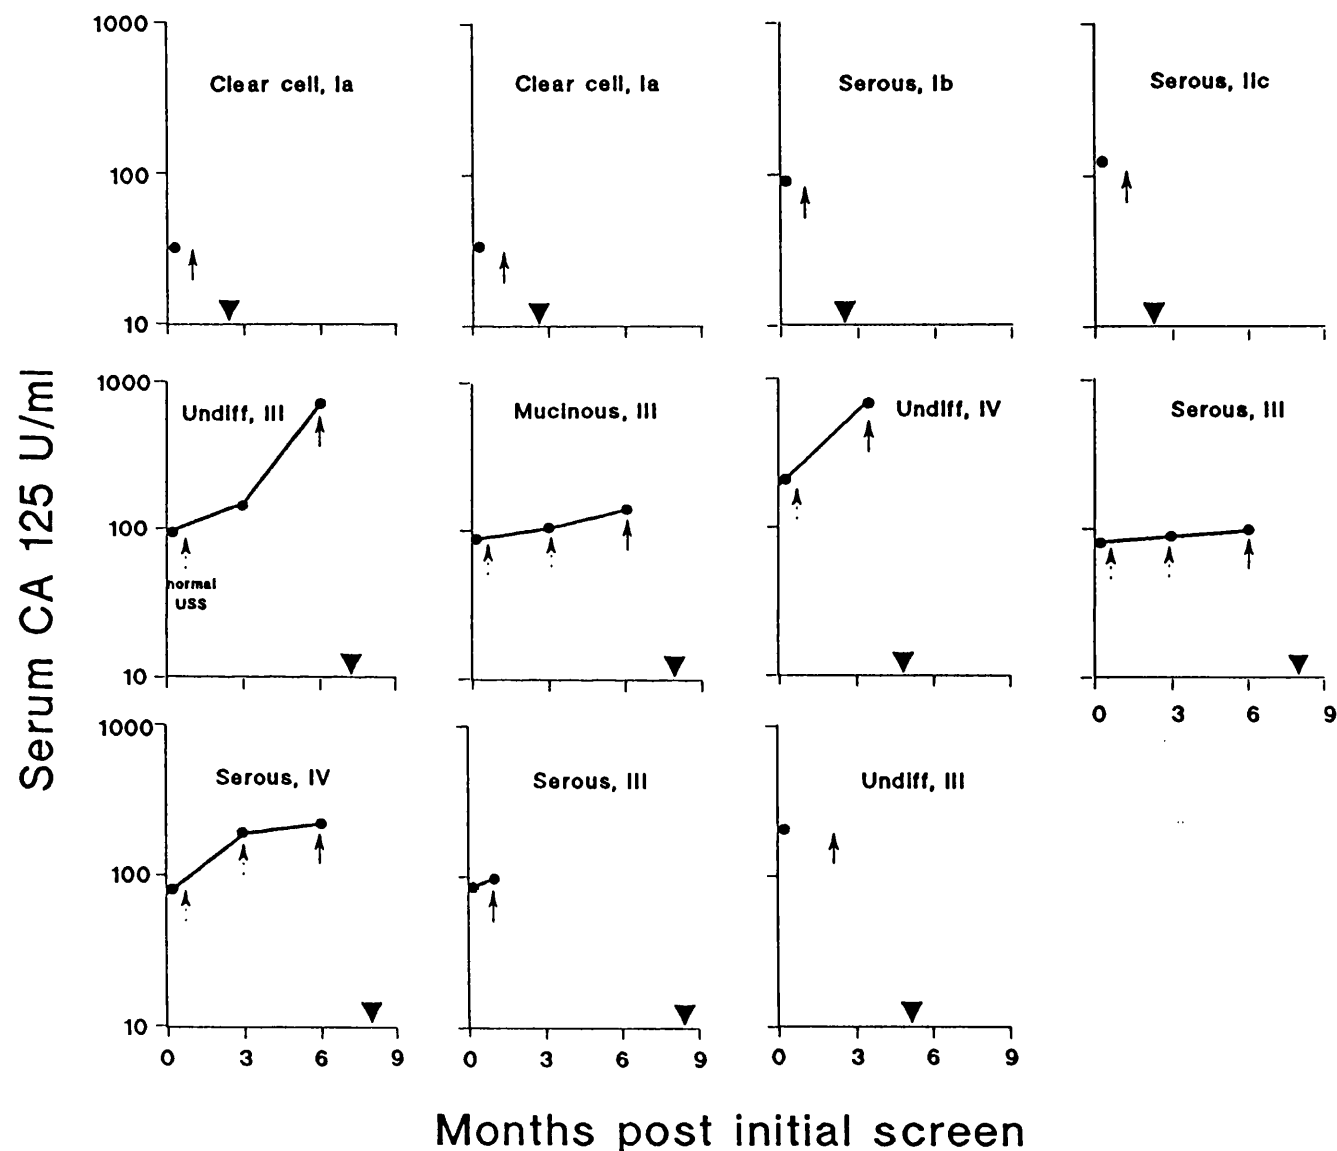 1000
Clear cell, Ia
Clear cell, Ia
Serous, Ib
Serous, IIc
100
10
1000
Undiff, III
Mucinous, III
Undiff, IV
Serous, III
100
normal
USS
10
0 3 6 9
1000
Serous, IV
Serous, III
Undiff, III
100
10
0 3 6 9
0 3 6 9
0 3 6 9
Serum CA 125 U/ml
Months post initial screen